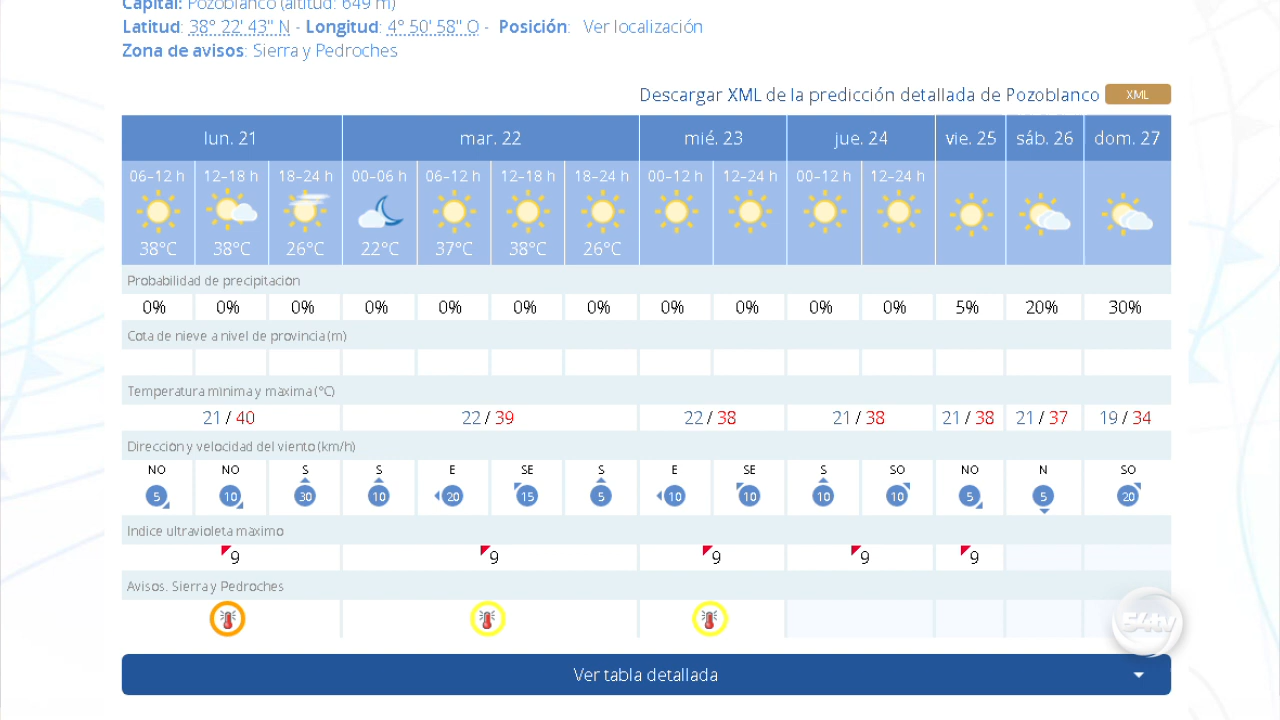 Capital: Pozoblanco (altitud: 649 m)
Latitud: 38° 22' 43'' N - Longitud: 4° 50' 58'' O - Posición: Ver localización
Zona de avisos: Sierra y Pedroches
Descargar XML de la predicción detallada de Pozoblanco XML
lun. 21 mar. 22 mié. 23 jue. 24 vie. 25 sáb. 26 dom. 27
06–12 h 12–18 h 18–24 h 00–06 h 06–12 h 12–18 h 18–24 h 00–12 h 12–24 h 00–12 h 12–24 h
38°C 38°C 26°C 22°C 37°C 38°C 26°C
Probabilidad de precipitación
0% 0% 0% 0% 0% 0% 0% 0% 0% 0% 0% 5% 20% 30%
Cota de nieve a nivel de provincia (m)
Temperatura mínima y máxima (°C)
21 / 40 22 / 39 22 / 38 21 / 38 21 / 38 21 / 37 19 / 34
Dirección y velocidad del viento (km/h)
NO NO S S E SE S E SE S SO NO N SO
5 10 30 10 20 15 5 10 10 10 10 5 5 20
Indice ultravioleta máximo
9 9 9 9 9
Avisos. Sierra y Pedroches
54tv
Ver tabla detallada